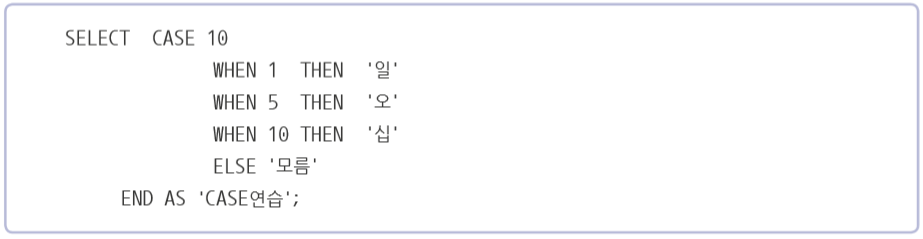 SELECT  CASE 10
WHEN 1  THEN  '일'
WHEN 5  THEN  '오'
WHEN 10 THEN  '십'
ELSE '모름'
END AS 'CASE연습';